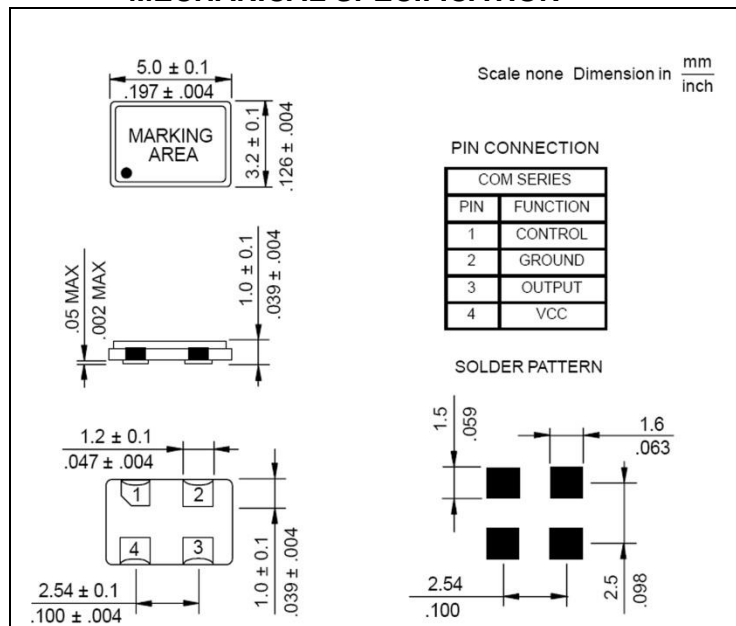 MECHANICAL SPECIFICATION
5.0 ± 0.1
.197 ± .004
MARKING
AREA
3.2 ± 0.1
.126 ± .004
Scale none Dimension in mm
inch
PIN CONNECTION
COM SERIES
PIN FUNCTION
1 CONTROL
2 GROUND
3 OUTPUT
4 VCC
.05 MAX
.002 MAX
1.0 ± 0.1
.039 ± .004
SOLDER PATTERN
1.2 ± 0.1
.047 ± .004
1 2
4 3
1.0 ± 0.1
.039 ± .004
2.54 ± 0.1
.100 ± .004
1.5
.059
1.6
.063
2.54
.100
2.5
.098